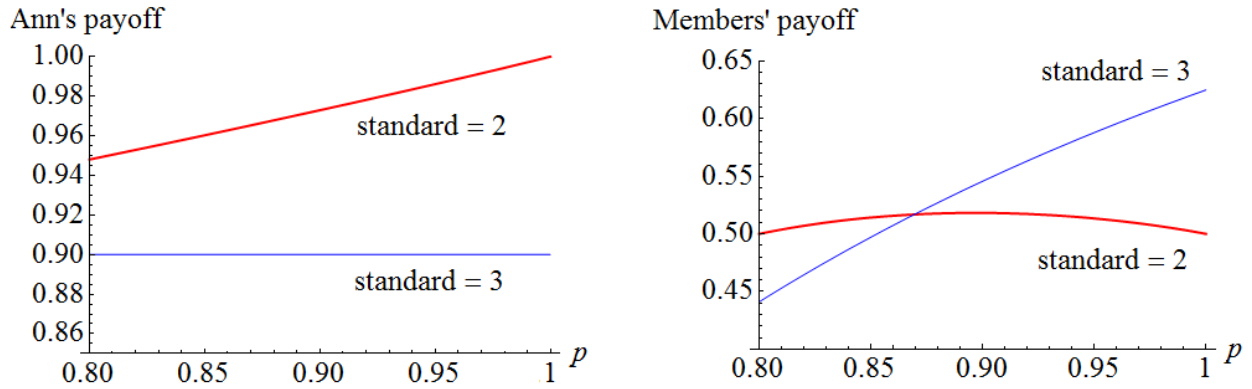 Ann's payoff
1.00
0.98
0.96
0.94
0.92
0.90
0.88
0.86
standard = 2
standard = 3
0.80 0.85 0.90 0.95 1 p
Members' payoff
0.65
0.60
0.55
0.50
0.45
standard = 3
standard = 2
0.80 0.85 0.90 0.95 1 p